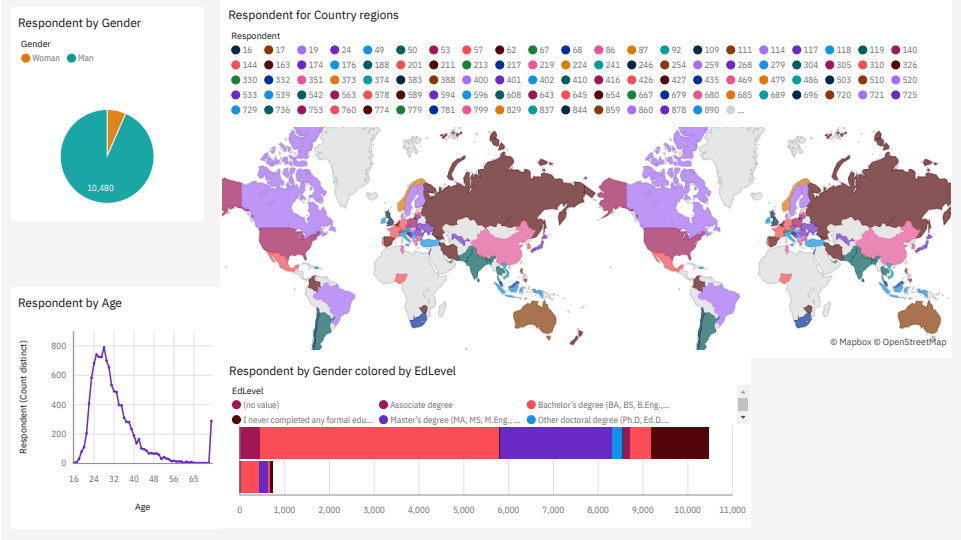 Respondent by Gender
Gender
Woman Man
10,480
Respondent for Country regions
Respondent
16 17 19 24 49 50 53 57 62 67 68 86 87 92 109 111 114 117 118 119 140
144 163 173 174 176 188 201 211 213 217 219 224 241 246 254 259 268 279 304 305 310 326
330 332 351 373 374 383 388 400 401 402 410 416 426 427 435 469 479 486 503 510 520
533 539 542 563 578 589 594 596 608 645 654 667 679 680 685 689 696 720 721 725
729 736 753 760 774 779 781 799 829 837 844 859 860 878 890 ...
© Mapbox © OpenStreetMap
Respondent by Age
Respondent (Count distinct)
800
600
400
200
0
16 24 32 40 48 56 65
Age
Respondent by Gender colored by EdLevel
EdLevel
(no value) Associate degree Bachelor's degree (BA, BS, B.Eng.,...
I never completed any formal edu... Master's degree (MA, MS, M.Eng., ... Other doctoral degree (Ph.D, Ed.D....
0 1,000 2,000 3,000 4,000 5,000 6,000 7,000 8,000 9,000 10,000 11,000